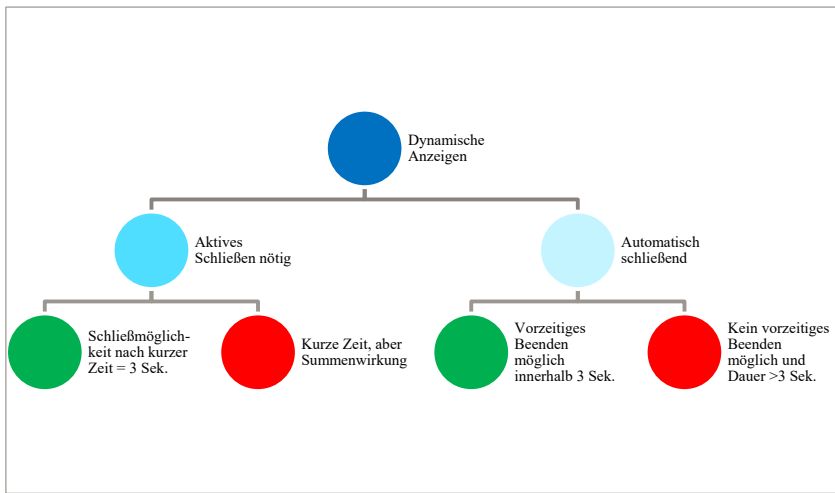 Dynamische
Anzeigen
Aktives
Schließen nötig
Automatisch
schließend
Schließmöglich-
keit nach kurzer
Zeit = 3 Sek.
Kurze Zeit, aber
Summenwirkung
Vorzeitiges
Beenden
möglich
innerhalb 3 Sek.
Kein vorzeitiges
Beenden
möglich und
Dauer >3 Sek.